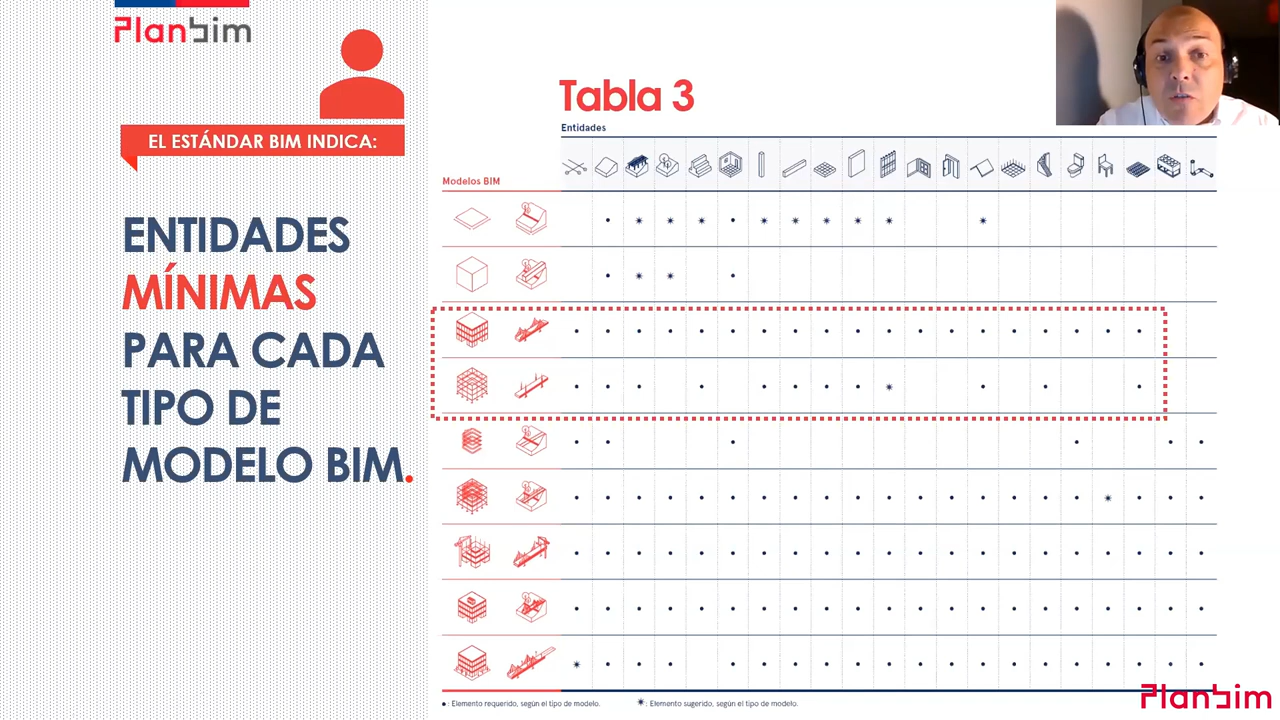 Planbim
EL ESTÁNDAR BIM INDICA:
ENTIDADES
MÍNIMAS
PARA CADA
TIPO DE
MODELO BIM.
Tabla 3
Entidades
Modelos BIM
• : Elemento requerido, según el tipo de modelo.
✷ : Elemento sugerido, según el tipo de modelo.
Planbim